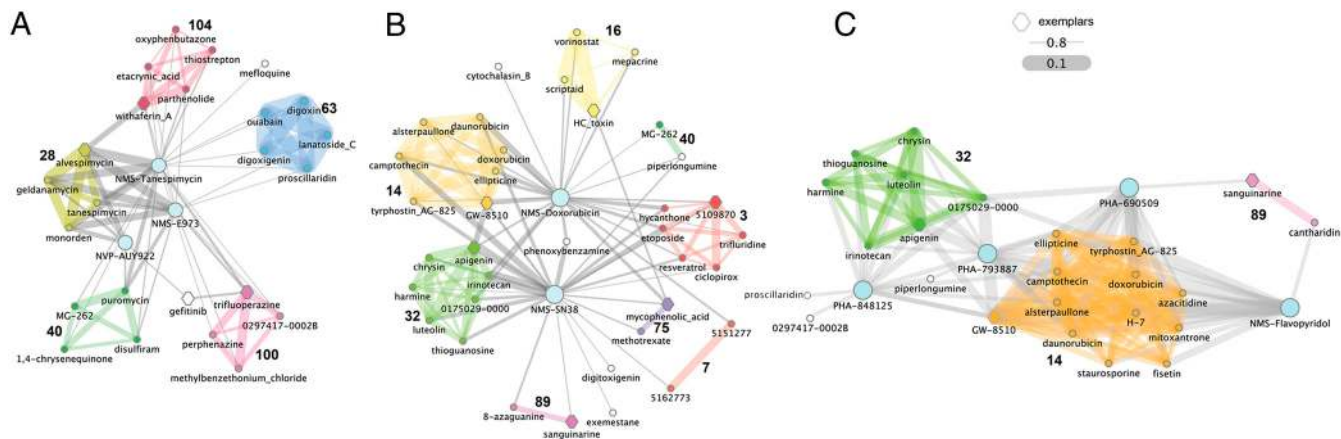 A
104
oxyphenbutazone
thiostrepton
etacrynic_acid
mefloquine
parthenolide
withaferin_A
63
digoxin
ouabain
lanatoside_C
digoxigenin
proscillaridin
28
alvespimycin
geldanamycin
NMS-Tanespimycin
tanespimycin
NMS-E973
monorden
NVP-AUY922
puromycin
MG-262
gefitinib
trifluoperazine
40
0297417-0002B
perphenazine
1,4-chrysenequinone
disulfiram
100
methylbenzethonium_chloride
B
16
vorinostat
mepacrine
cytochalasin_B
scriptaid
HC_toxin
daunorubicin
alsterpaullone
MG-262
40
doxorubicin
camptothecin
piperlongumine
ellipticine
14
tyrphostin_AG-825
GW-8510
NMS-Doxorubicin
hycanthone
5109870
3
etoposide
trifluridine
phenoxybenzamine
apigenin
chrysin
resveratrol
irinotecan
ciclopirox
harmine
0175029-0000
NMS-SN38
mycophenolic_acid
32
luteolin
75
5151277
methotrexate
thioguanosine
7
digitoxigenin
5162773
89
8-azaguanine
exemestane
sanguinarine
C
exemplars
0.8
0.1
chrysin
32
thioguanosine
luteolin
harmine
0175029-0000
PHA-690509
sanguinarine
89
apigenin
cantharidin
irinotecan
ellipticine
tyrphostin_AG-825
PHA-793887
camptothecin
doxorubicin
piperlongumine
azacitidine
proscillaridin
PHA-848125
alsterpaullone
H-7
NMS-Flavopyridol
0297417-0002B
GW-8510
mitoxantrone
daunorubicin
14
staurosporine
fisetin